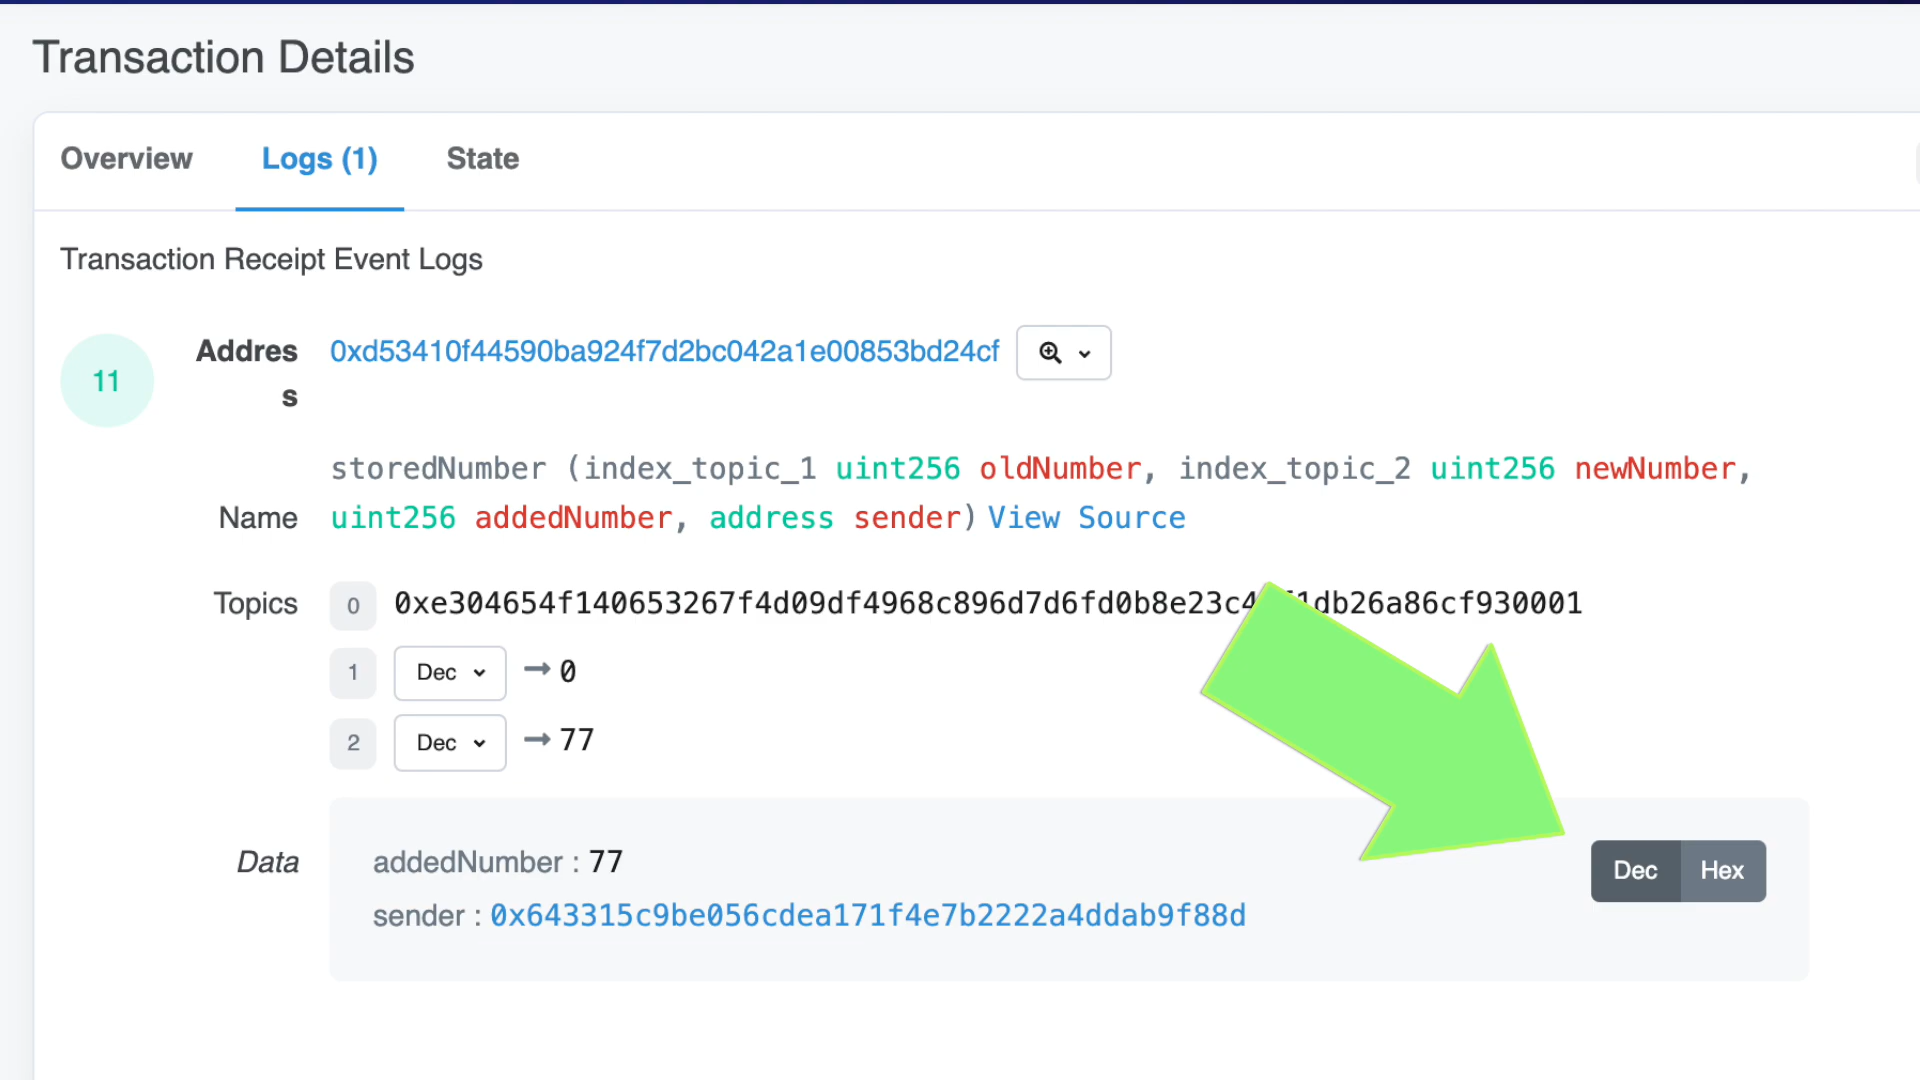 Transaction Details
Overview Logs (1) State
Transaction Receipt Event Logs
11
Addres
s
0xd53410f44590ba924f7d2bc042a1e00853bd24cf
Name
storedNumber (index_topic_1 uint256 oldNumber, index_topic_2 uint256 newNumber,
uint256 addedNumber, address sender) View Source
Topics 0
1 Dec → 0
2 Dec → 77
Data
addedNumber : 77
sender : 0x643315c9be056cdea171f4e7b2222a4ddab9f88d
Dec Hex